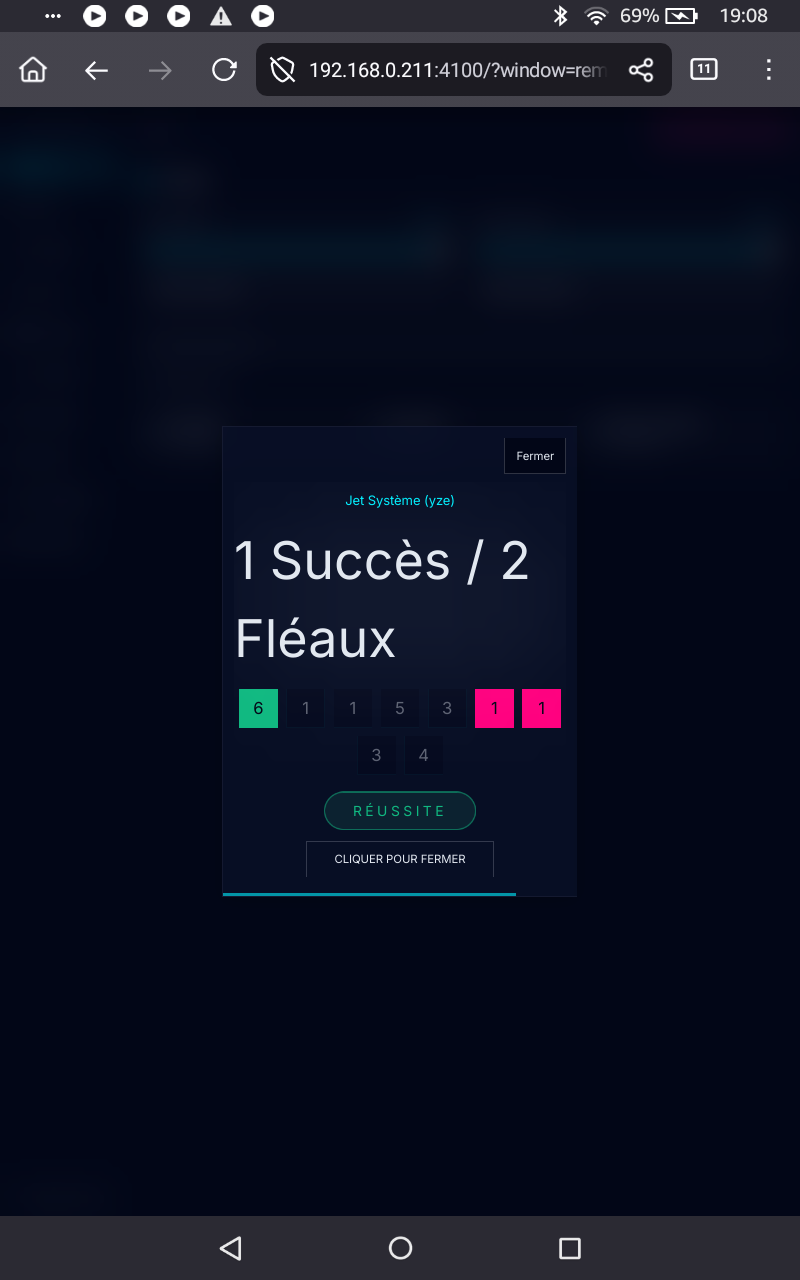 69%
19:08
192.168.0.211:4100/?window=rem
11
Fermer
Jet Système (yze)
1 Succès / 2
Fléaux
6 1 1 5 3 1 1
3 4
RÉUSSITE
CLIQUER POUR FERMER